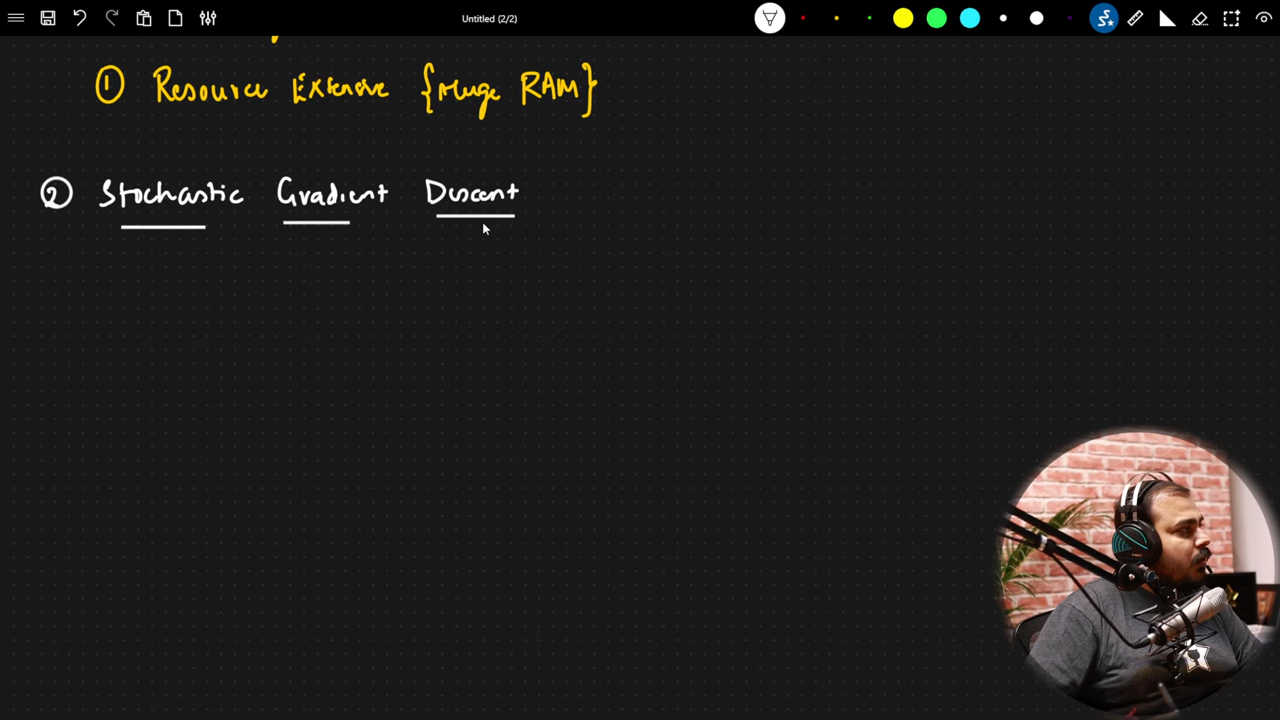 Untitled (2/2)
① Resource Extensive {Huge RAM}
② Stochastic Gradient Descent